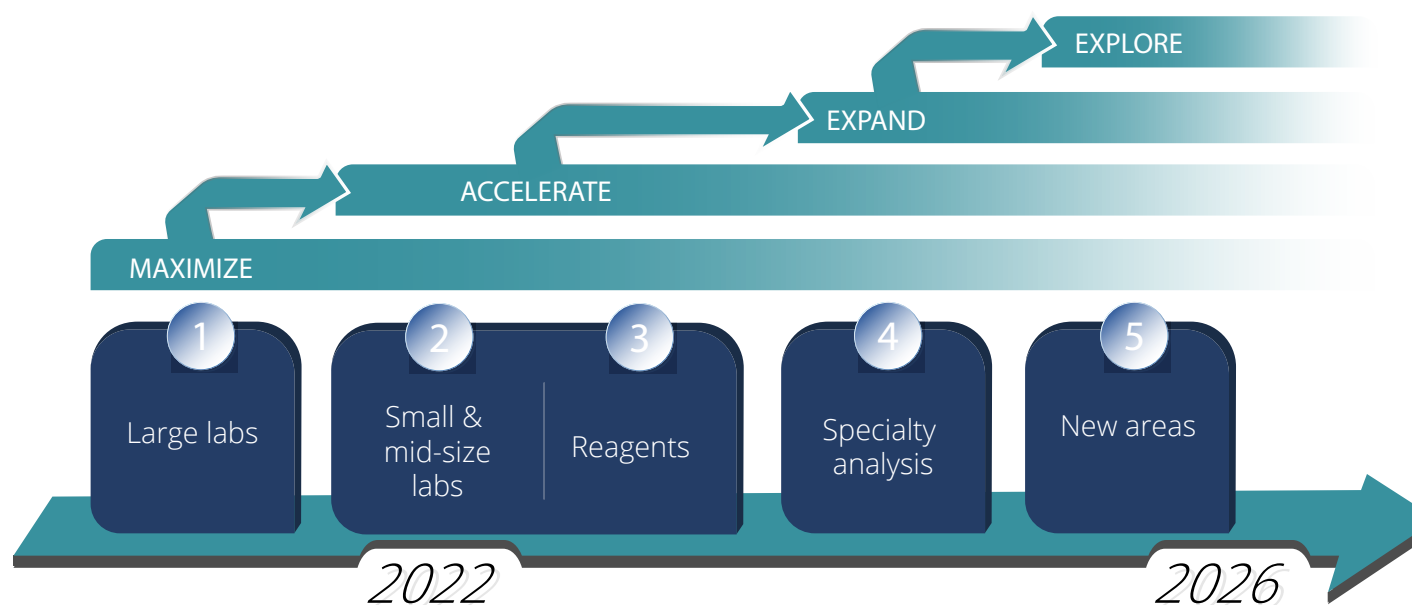 EXPLORE
EXPAND
ACCELERATE
MAXIMIZE
1
2
3
4
5
Large labs
Small &
mid-size
labs
Reagents
Specialty
analysis
New areas
2022
2026